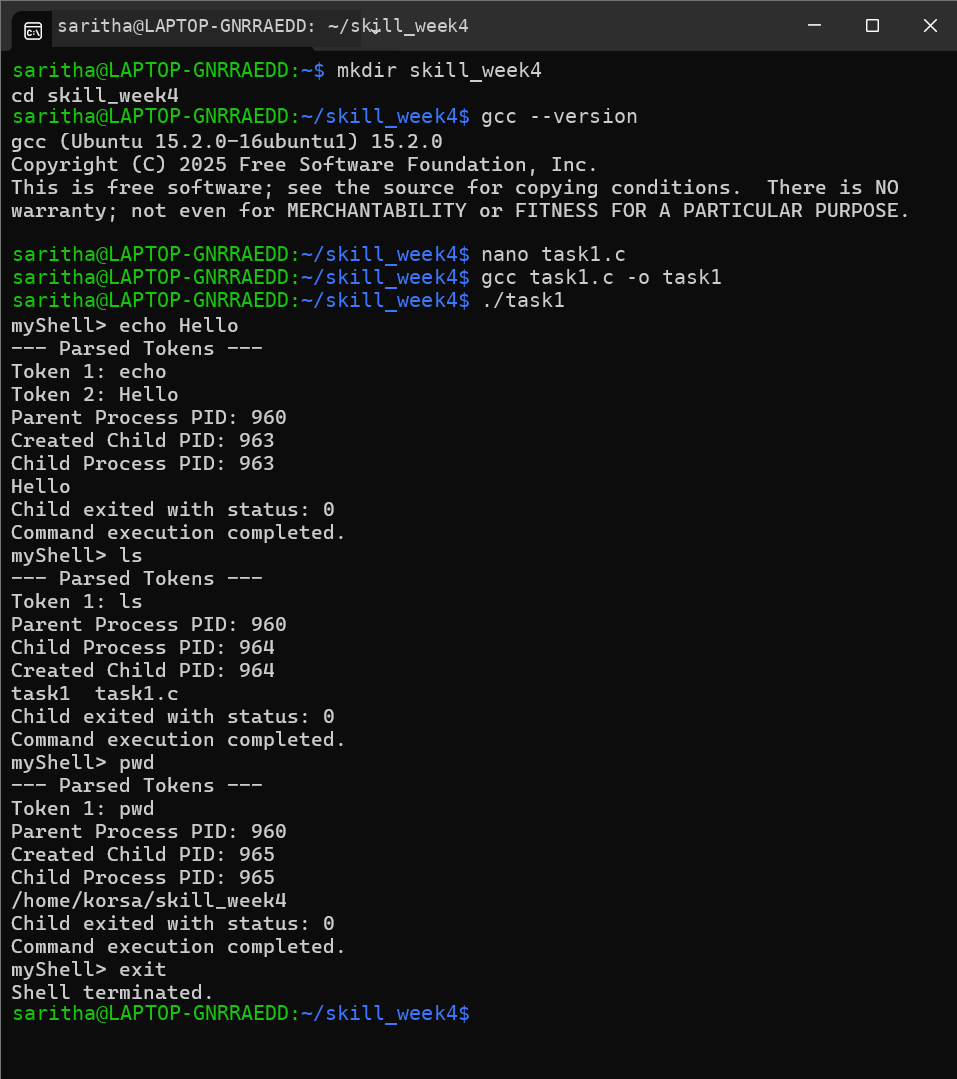 saritha@LAPTOP-GNRRAEDD: ~/skill_week4
saritha@LAPTOP-GNRRAEDD:~$ mkdir skill_week4
cd skill_week4
saritha@LAPTOP-GNRRAEDD:~/skill_week4$ gcc --version
gcc (Ubuntu 15.2.0-16ubuntu1) 15.2.0
Copyright (C) 2025 Free Software Foundation, Inc.
This is free software; see the source for copying conditions.  There is NO
warranty; not even for MERCHANTABILITY or FITNESS FOR A PARTICULAR PURPOSE.

saritha@LAPTOP-GNRRAEDD:~/skill_week4$ nano task1.c
saritha@LAPTOP-GNRRAEDD:~/skill_week4$ gcc task1.c -o task1
saritha@LAPTOP-GNRRAEDD:~/skill_week4$ ./task1
myShell> echo Hello
--- Parsed Tokens ---
Token 1: echo
Token 2: Hello
Parent Process PID: 960
Created Child PID: 963
Child Process PID: 963
Hello
Child exited with status: 0
Command execution completed.
myShell> ls
--- Parsed Tokens ---
Token 1: ls
Parent Process PID: 960
Child Process PID: 964
Created Child PID: 964
task1  task1.c
Child exited with status: 0
Command execution completed.
myShell> pwd
--- Parsed Tokens ---
Token 1: pwd
Parent Process PID: 960
Created Child PID: 965
Child Process PID: 965
/home/korsa/skill_week4
Child exited with status: 0
Command execution completed.
myShell> exit
Shell terminated.
saritha@LAPTOP-GNRRAEDD:~/skill_week4$